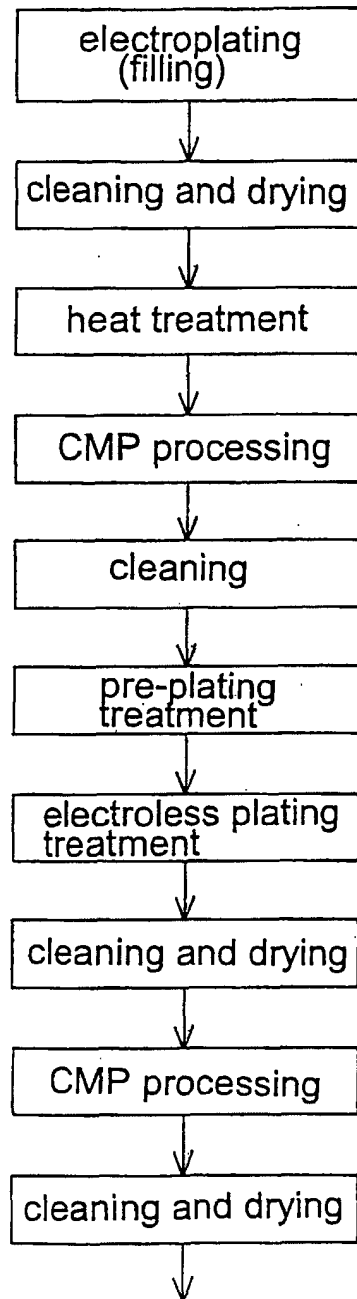 electroplating
(filling)
cleaning and drying
heat treatment
CMP processing
cleaning
pre-plating
treatment
electroless plating
treatment
cleaning and drying
CMP processing
cleaning and drying